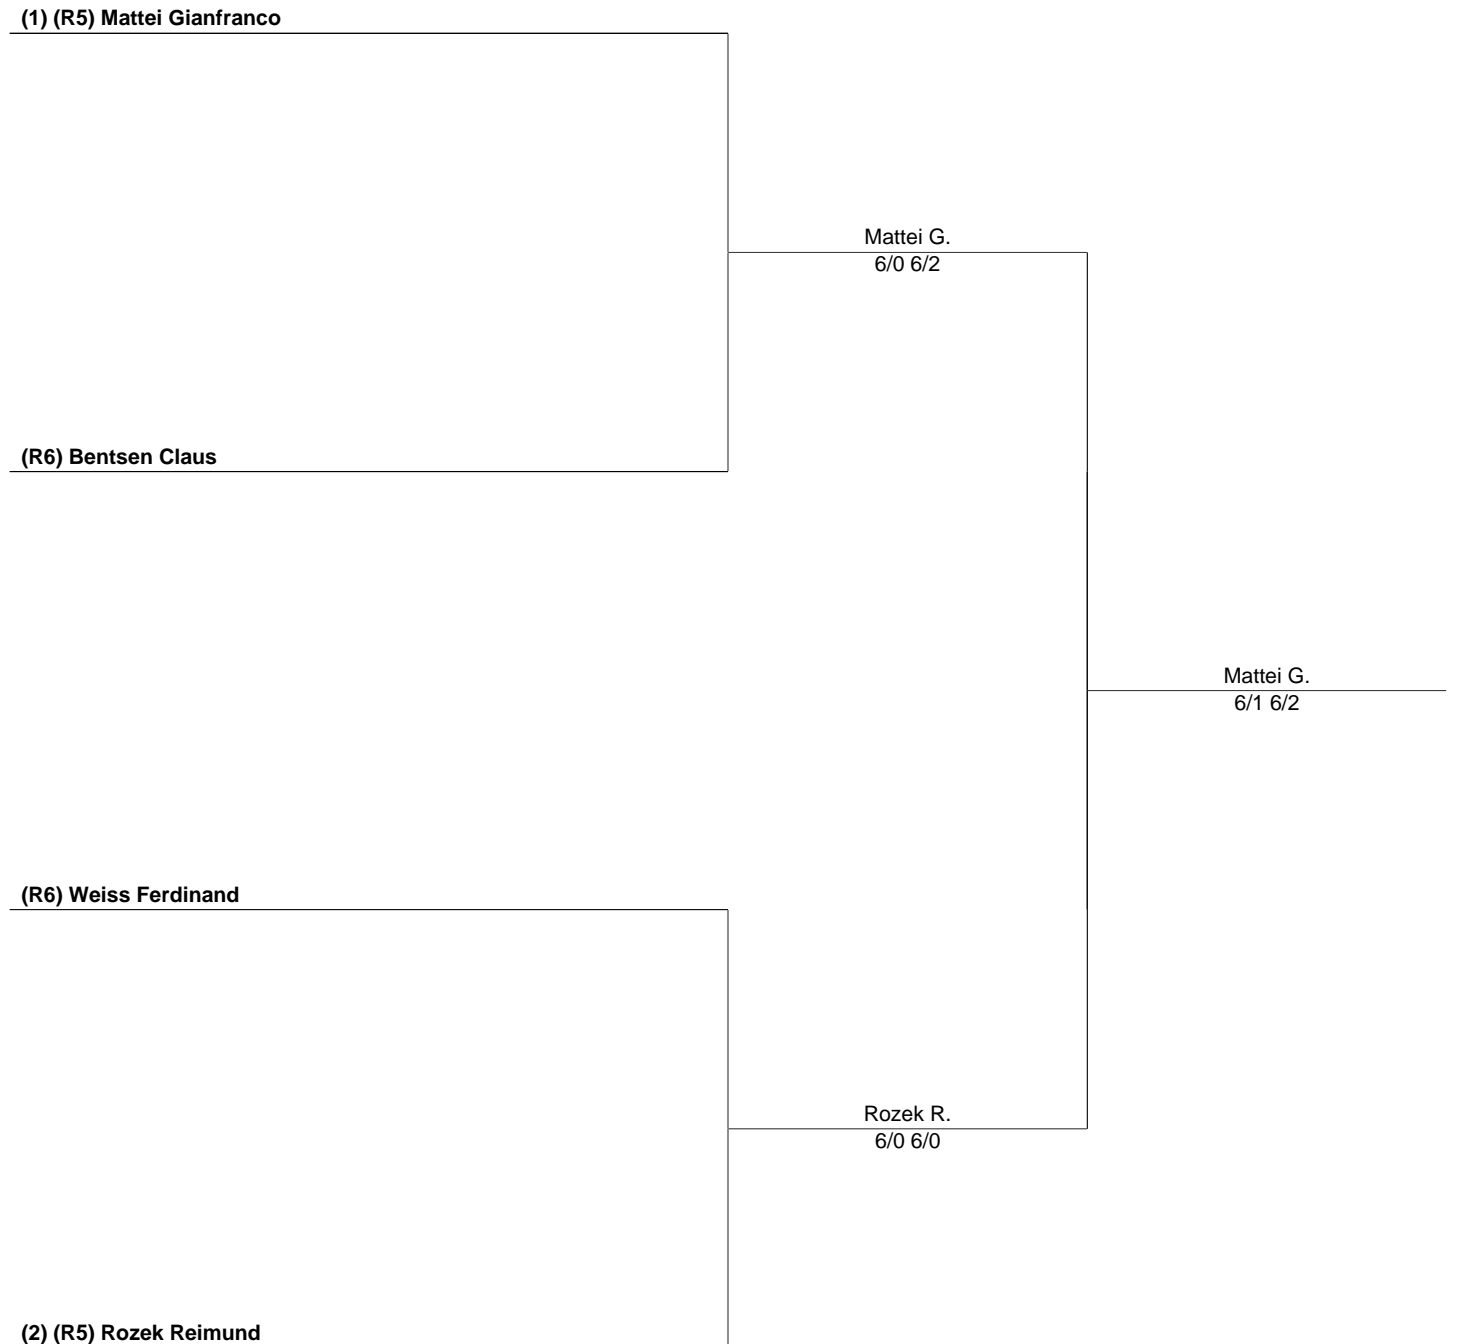 (1) (R5) Mattei Gianfranco
Mattei G.
6/0 6/2
(R6) Bentsen Claus
Mattei G.
6/1 6/2
(R6) Weiss Ferdinand
Rozek R.
6/0 6/0
(2) (R5) Rozek Reimund